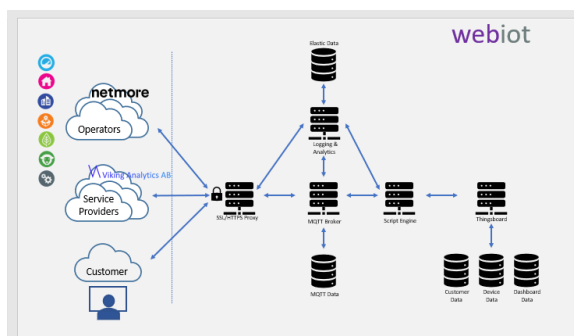 webiot
Elastic Data
netmore
Operators
Logging &
Analytics
Viking Analytics AB
Service
Providers
SSL/HTTPS Proxy
MQTT Broker
Script Engine
Thingsboard
Customer
MQTT Data
Customer
Data
Device
Data
Dashboard
Data